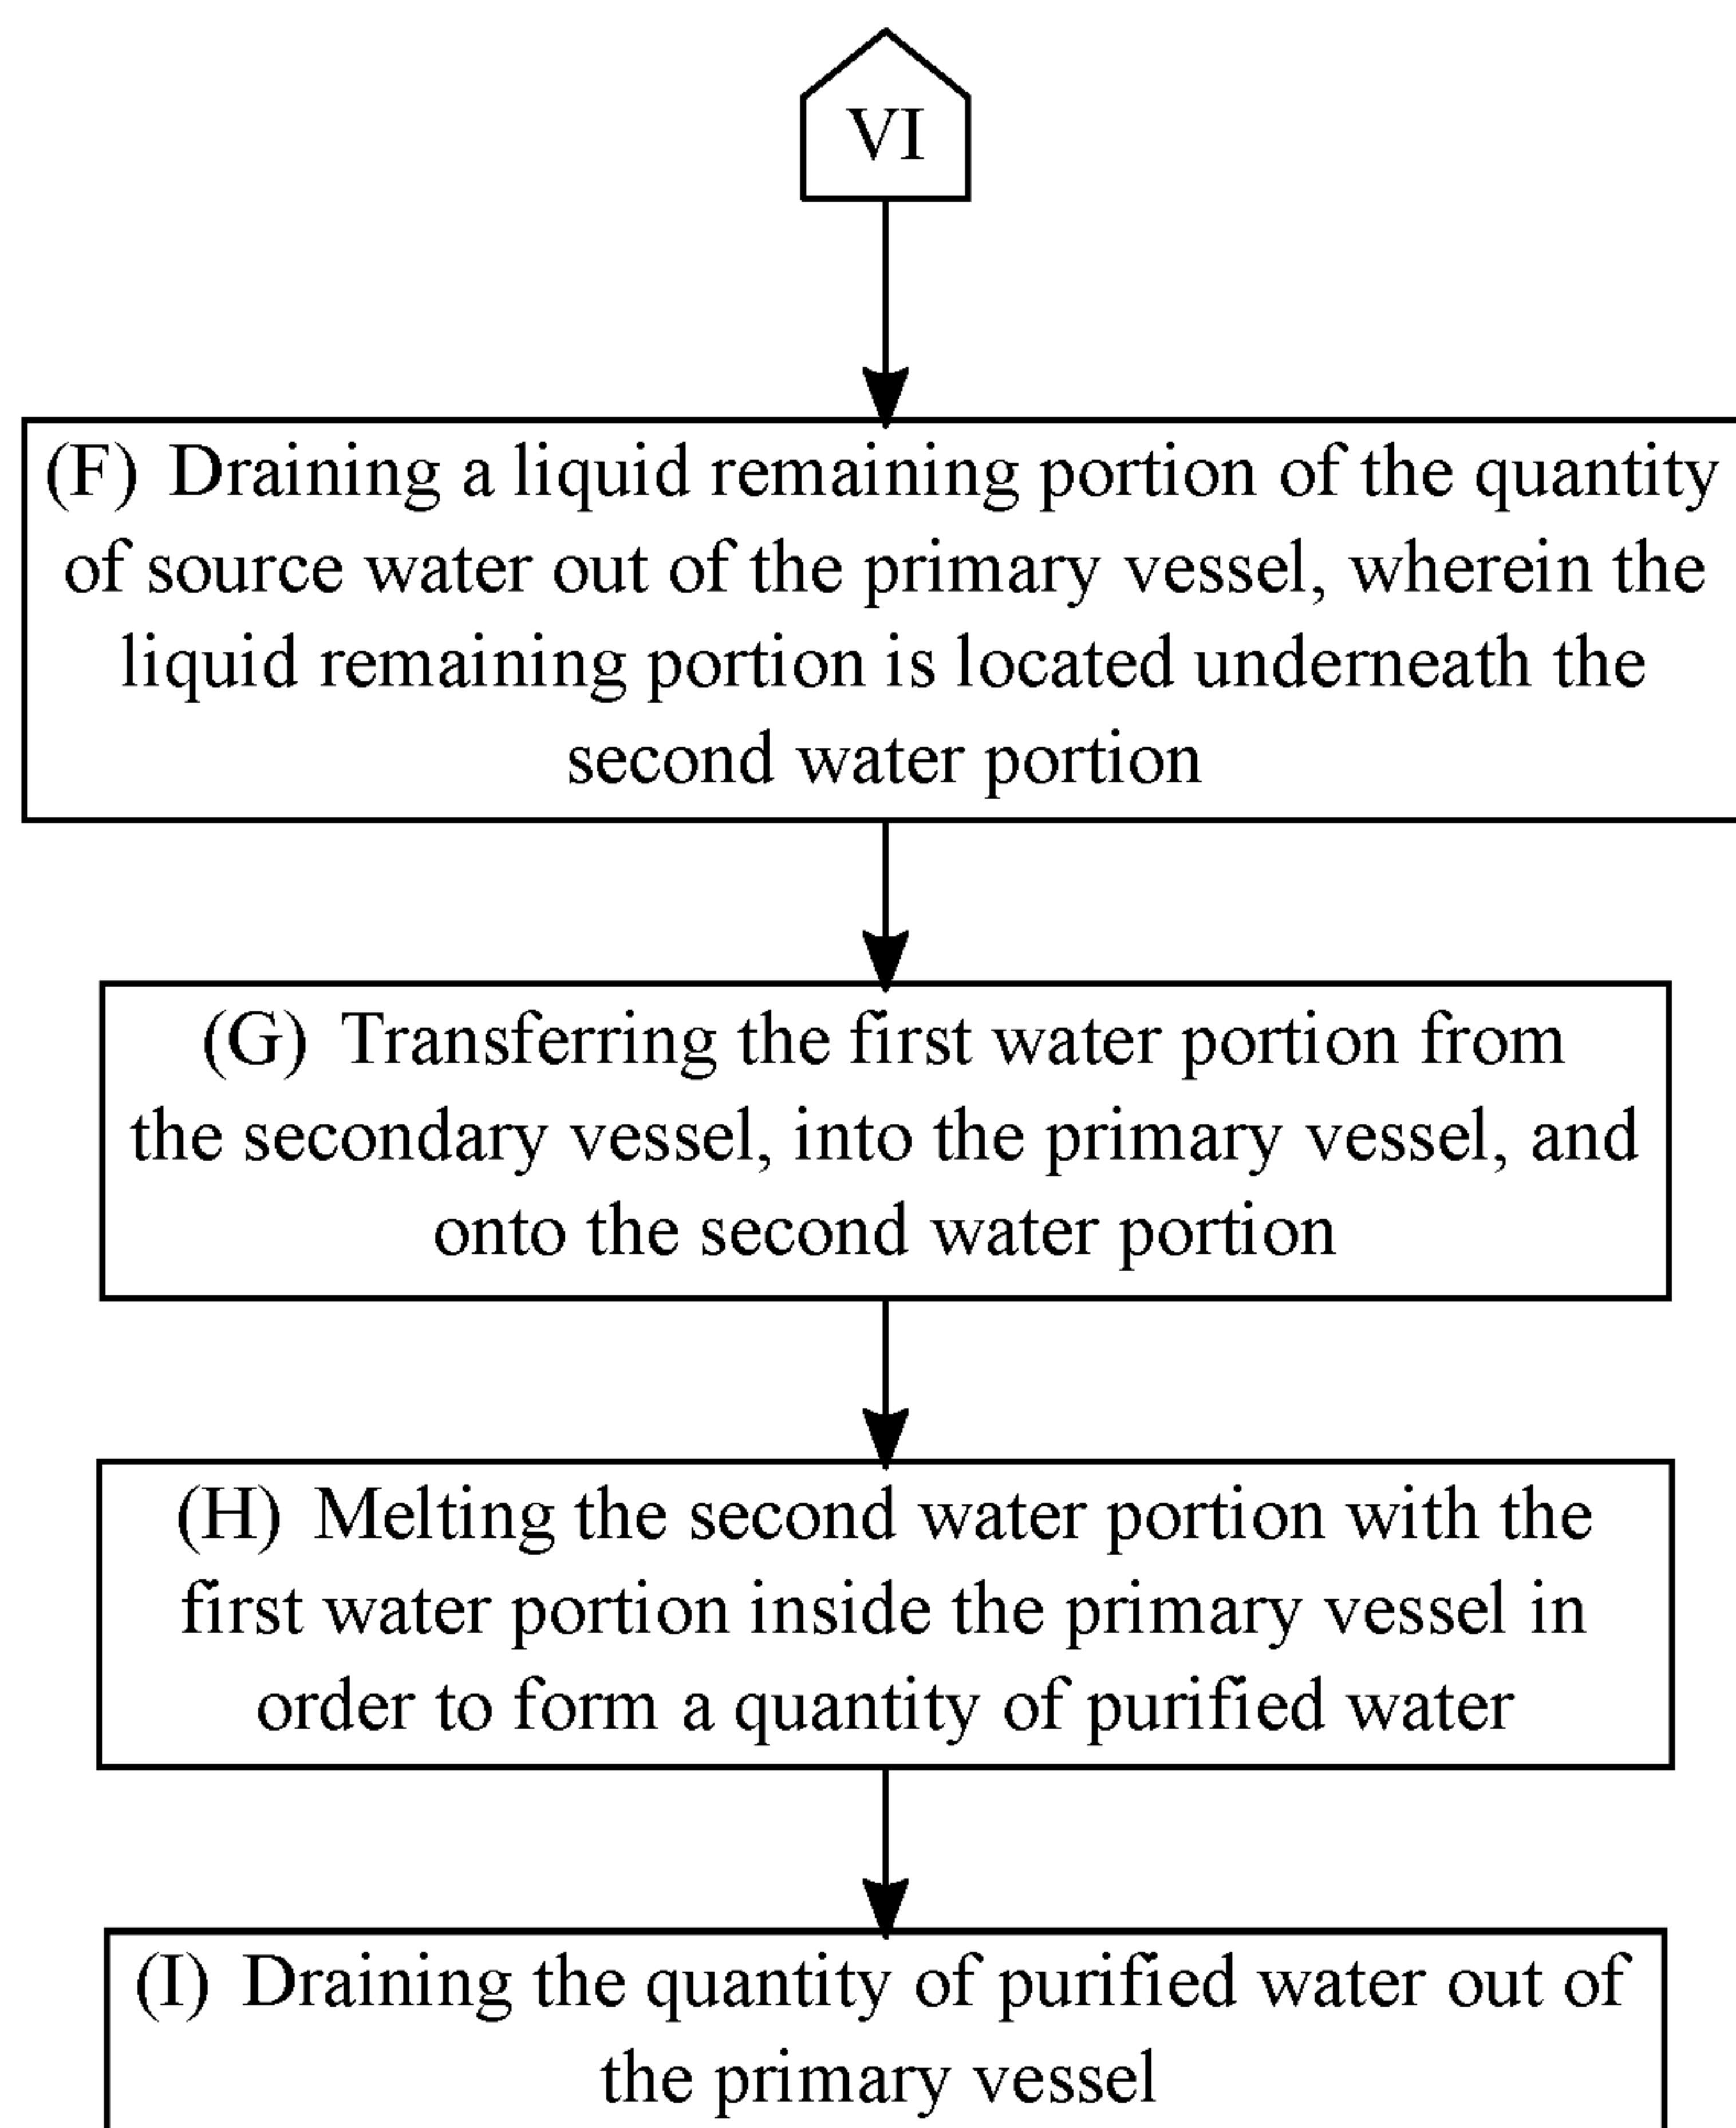 VI
(F) Draining a liquid remaining portion of the quantity
of source water out of the primary vessel, wherein the
liquid remaining portion is located underneath the
second water portion
(G) Transferring the first water portion from
the secondary vessel, into the primary vessel, and
onto the second water portion
(H) Melting the second water portion with the
first water portion inside the primary vessel in
order to form a quantity of purified water
(I) Draining the quantity of purified water out of
the primary vessel